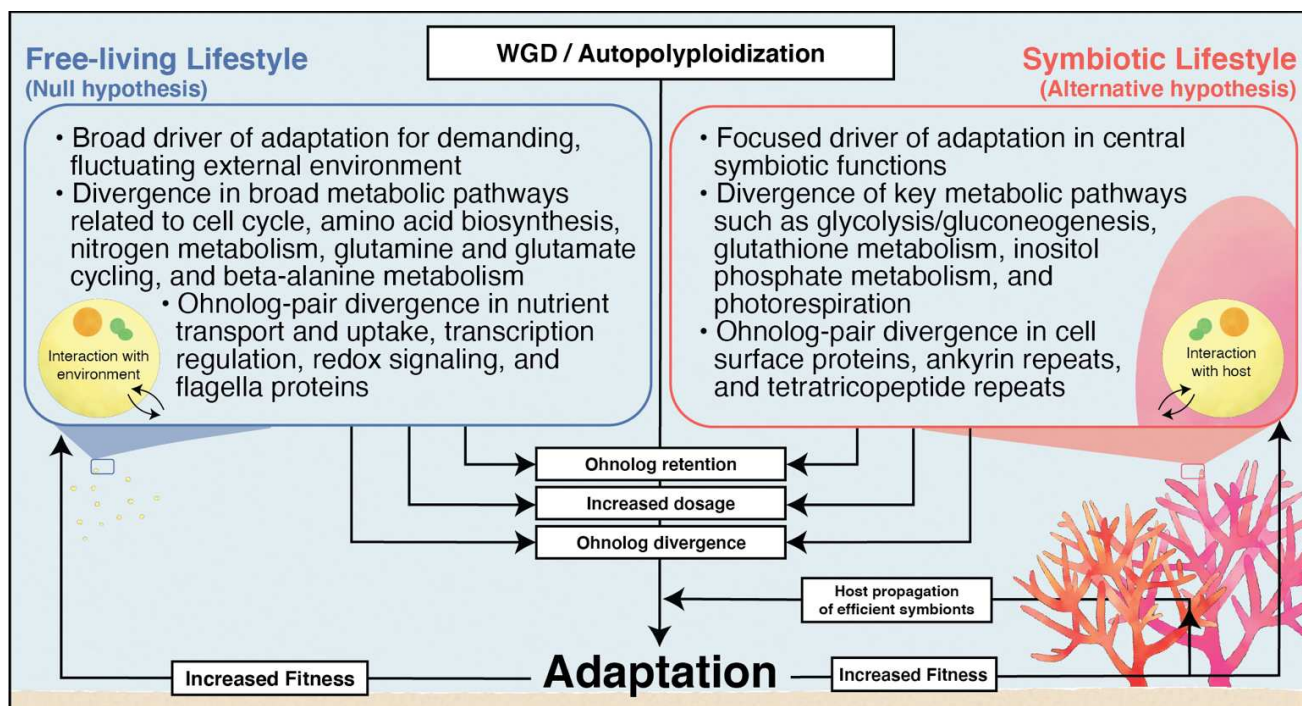 WGD / Autopolyploidization
Free-living Lifestyle
(Null hypothesis)
• Broad driver of adaptation for demanding,
fluctuating external environment
• Divergence in broad metabolic pathways
related to cell cycle, amino acid biosynthesis,
nitrogen metabolism, glutamine and glutamate
cycling, and beta-alanine metabolism
• Ohnolog-pair divergence in nutrient
transport and uptake, transcription
regulation, redox signaling, and
flagella proteins
Interaction with
environment
Symbiotic Lifestyle
(Alternative hypothesis)
• Focused driver of adaptation in central
symbiotic functions
• Divergence of key metabolic pathways
such as glycolysis/gluconeogenesis,
glutathione metabolism, inositol
phosphate metabolism, and
photorespiration
• Ohnolog-pair divergence in cell
surface proteins, ankyrin repeats,
and tetratricopeptide repeats
Interaction
with host
Ohnolog retention
Increased dosage
Ohnolog divergence
Host propagation
of efficient symbionts
Increased Fitness
Adaptation
Increased Fitness